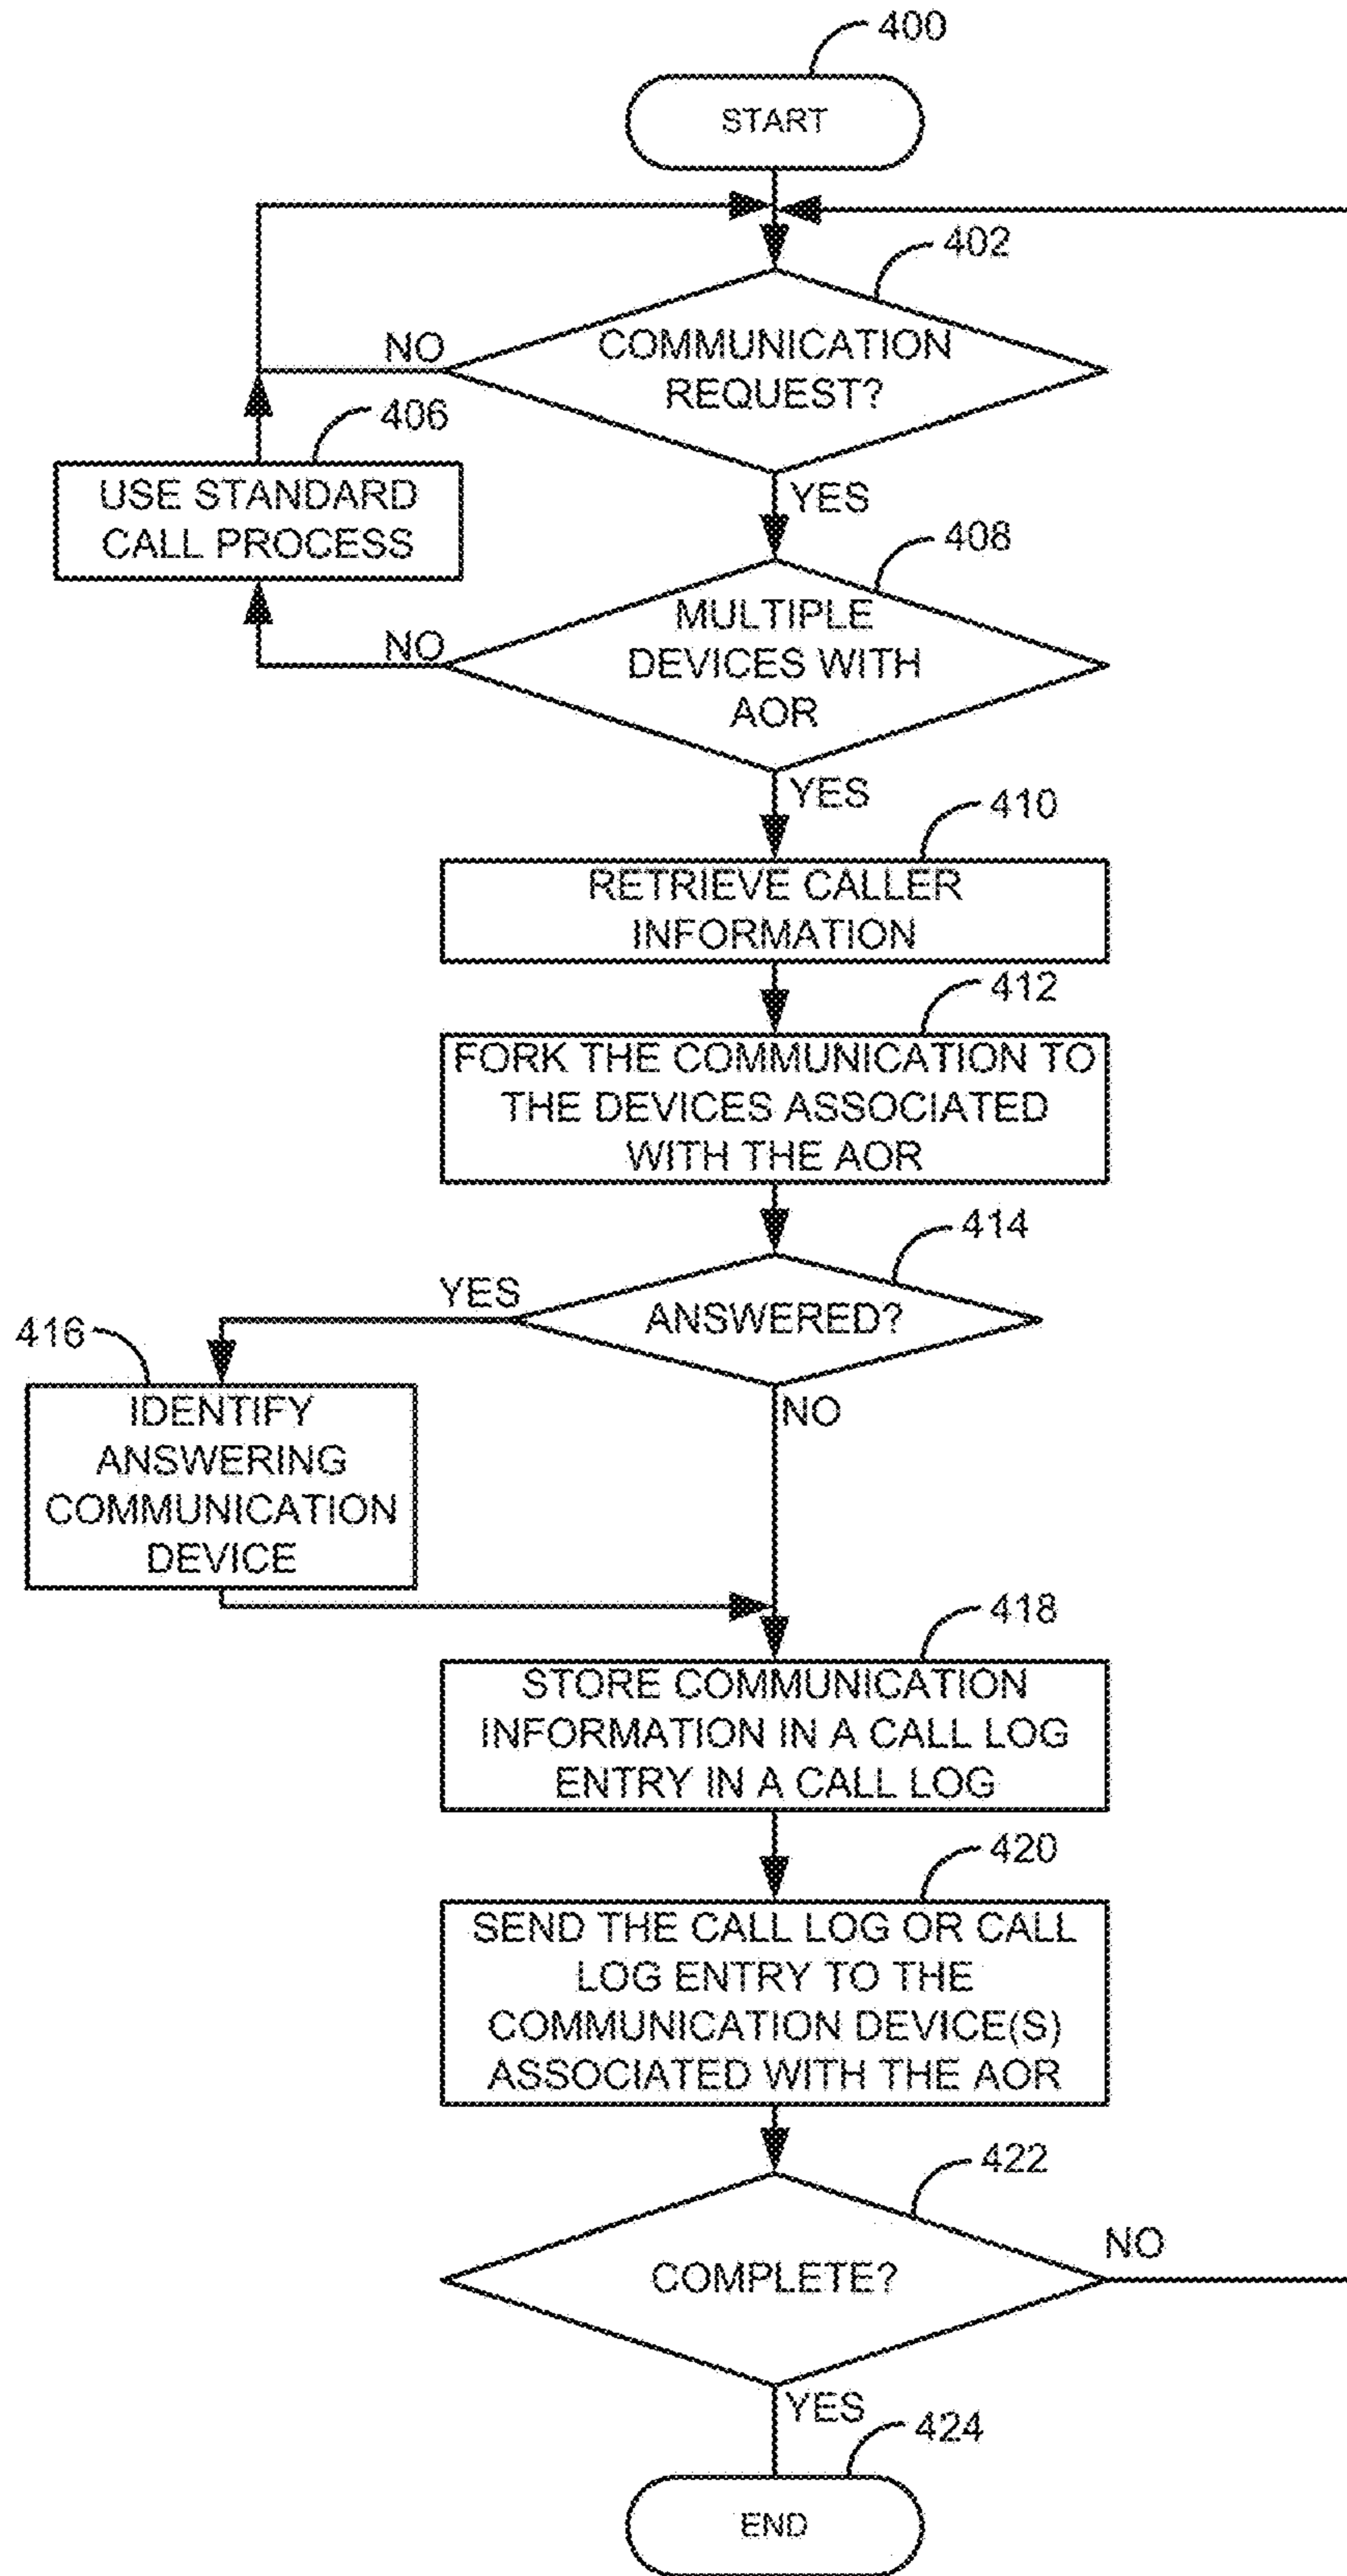 400
START
402
COMMUNICATION
REQUEST?
NO
YES
406
USE STANDARD
CALL PROCESS
408
MULTIPLE
DEVICES WITH
AOR
NO
YES
410
RETRIEVE CALLER
INFORMATION
412
FORK THE COMMUNICATION TO
THE DEVICES ASSOCIATED
WITH THE AOR
414
ANSWERED?
YES
NO
416
IDENTIFY
ANSWERING
COMMUNICATION
DEVICE
418
STORE COMMUNICATION
INFORMATION IN A CALL LOG
ENTRY IN A CALL LOG
420
SEND THE CALL LOG OR CALL
LOG ENTRY TO THE
COMMUNICATION DEVICE(S)
ASSOCIATED WITH THE AOR
422
COMPLETE?
NO
YES
424
END